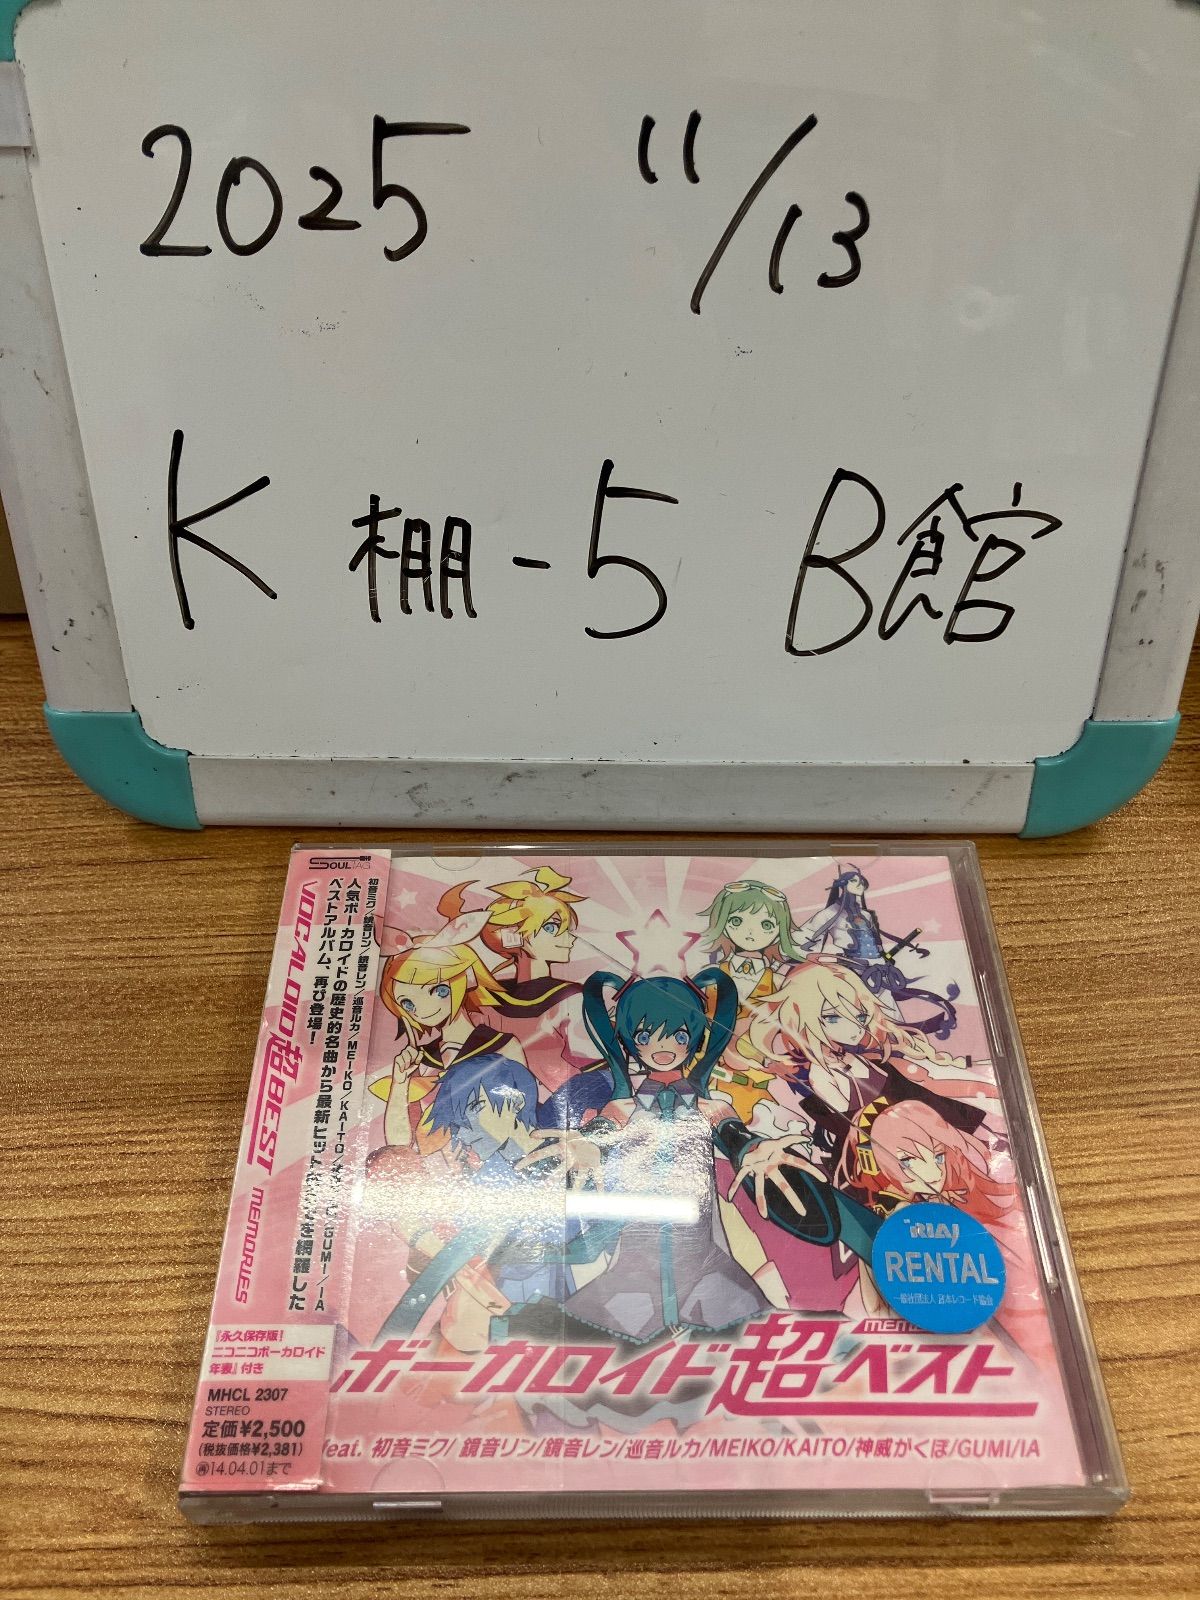 2025 11/13
K 棚-5 B館
SOULTAG
初音ミク/鏡音リン/鏡音レン/巡音ルカ/MEIKO/KAITO/ GUMI/IA
人気ボーカロイドの歴史的名曲から最新ヒット を網羅した
ベストアルバム、再び登場!
VOCALOID超BEST MEMORIES
『永久保存版!
ニコニコボーカロイド
年表』付き
MHCL 2307
STEREO
定価¥2,500
(税抜価格¥2,381)
14.04.01まで
RIAJ
RENTAL
一般社団法人 日本レコード協会
ボーカロイド超ベスト
feat. 初音ミク/鏡音リン/鏡音レン/巡音ルカ/MEIKO/KAITO/神威がくぽ/GUMI/IA